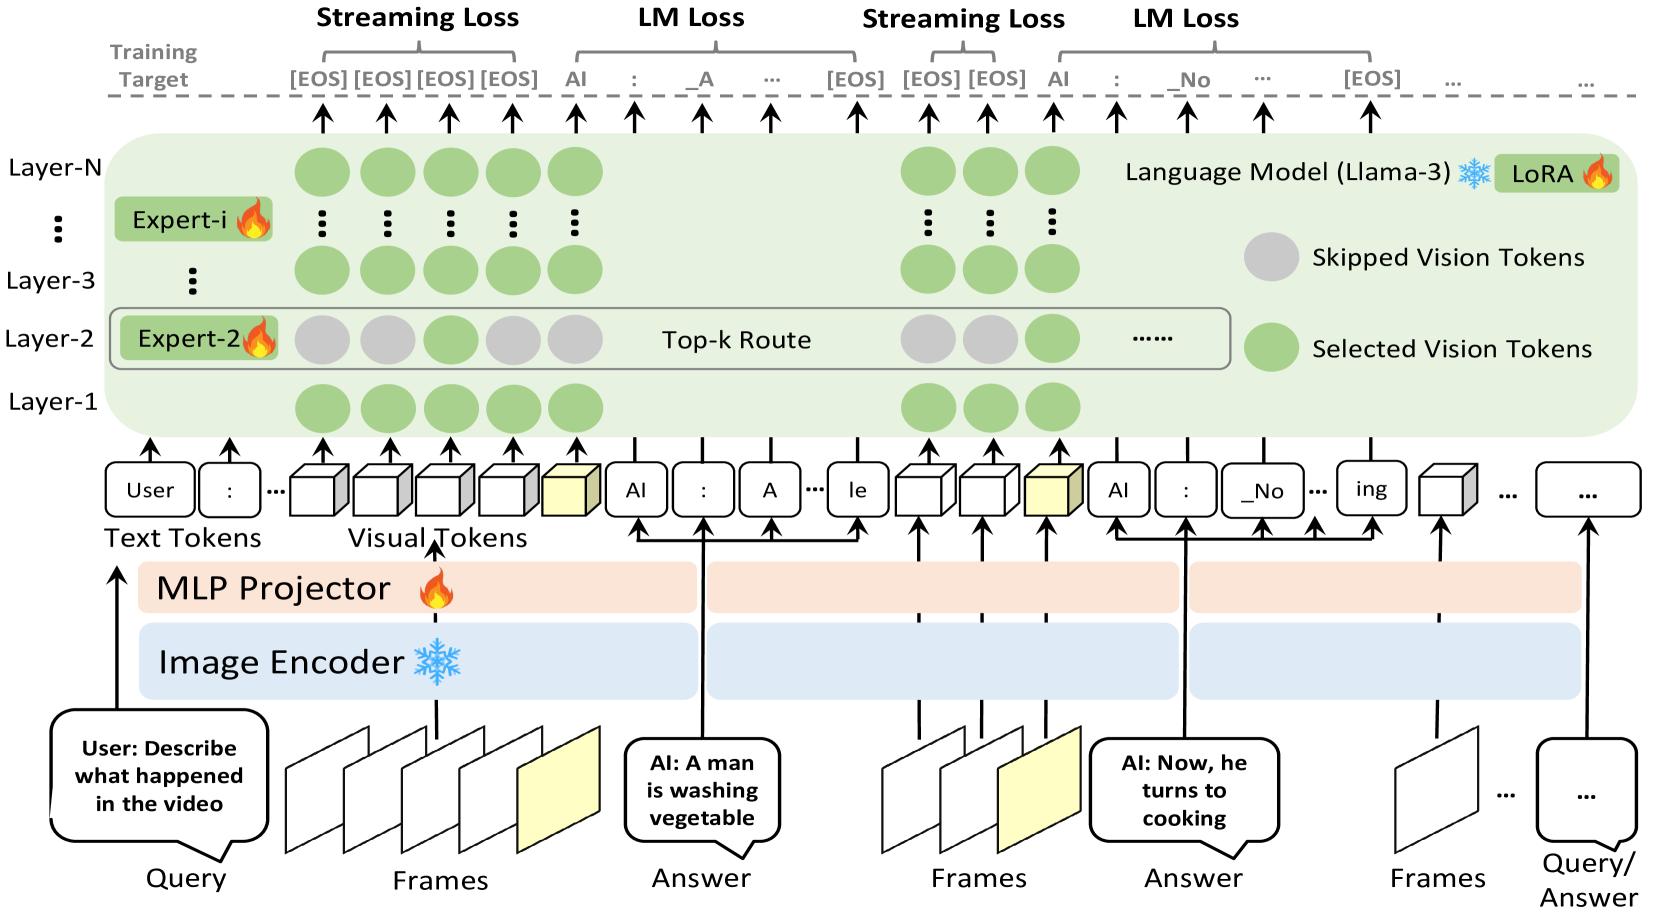 Streaming Loss LM Loss Streaming Loss LM Loss
Training
Target [EOS] [EOS] [EOS] [EOS] AI : _A ... [EOS] [EOS] [EOS] AI : _No ... [EOS] ... ...
Layer-N Language Model (Llama-3) LoRA
Expert-i
Skipped Vision Tokens
Layer-3
Layer-2 Expert-2 Top-k Route ......
Selected Vision Tokens
Layer-1
User : ... AI : A ... le AI : _No ... ing ... ...
Text Tokens Visual Tokens
MLP Projector
Image Encoder
User: Describe
what happened
in the video
AI: A man
is washing
vegetable
AI: Now, he
turns to
cooking
... ...
Query Frames Answer Frames Answer Frames Query/
Answer